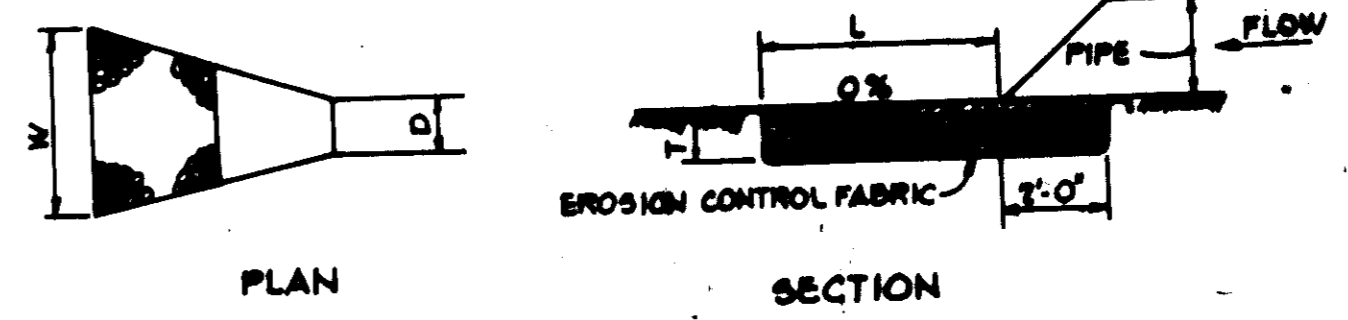 W
D
PLAN
L
FLOW
PIPE
0%
T
EROSION CONTROL FABRIC
2'-0"
SECTION